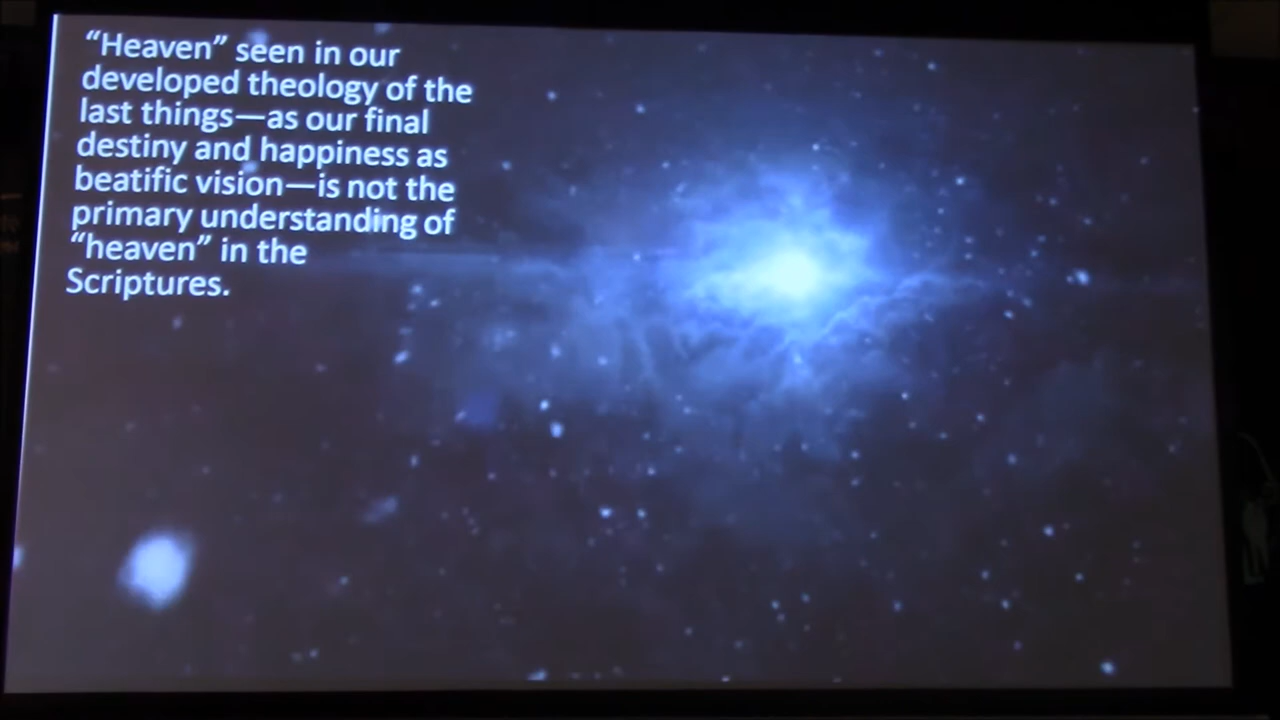 “Heaven” seen in our
developed theology of the
last things—as our final
destiny and happiness as
beatific vision—is not the
primary understanding of
“heaven” in the
Scriptures.